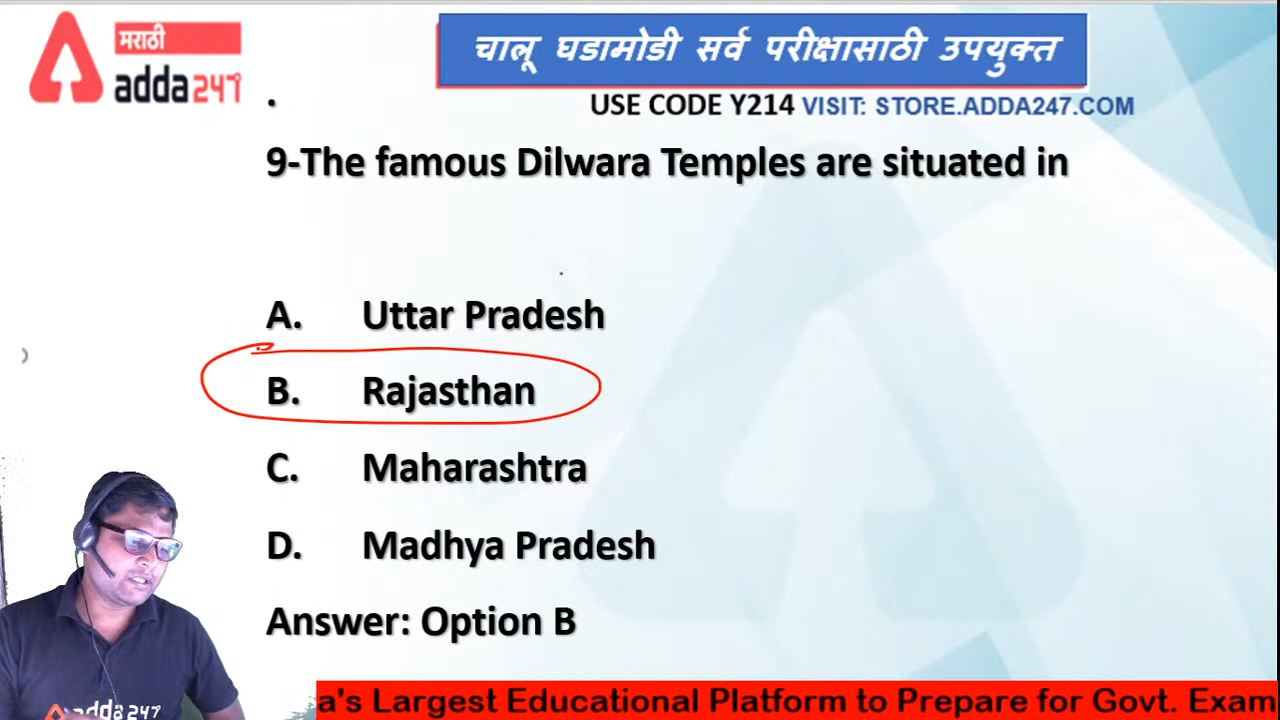 मराठी
adda247
चालू घडामोडी सर्व परीक्षासाठी उपयुक्त
USE CODE Y214 VISIT: STORE.ADDA247.COM
9-The famous Dilwara Temples are situated in
A. Uttar Pradesh
B. Rajasthan
C. Maharashtra
D. Madhya Pradesh
Answer: Option B
adda247
a's Largest Educational Platform to Prepare for Govt. Exam